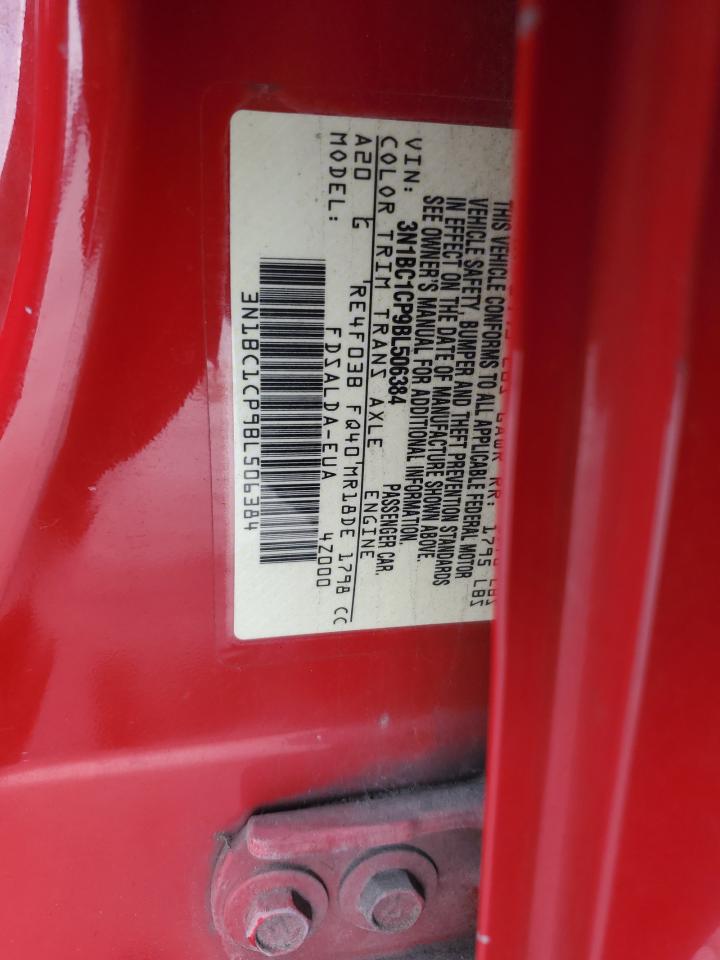 GAWR RR: 1795 LBS
THIS VEHICLE CONFORMS TO ALL APPLICABLE FEDERAL MOTOR
VEHICLE SAFETY, BUMPER AND THEFT PREVENTION STANDARDS
IN EFFECT ON THE DATE OF MANUFACTURE SHOWN ABOVE.
SEE OWNER'S MANUAL FOR ADDITIONAL INFORMATION.
VIN: 3N1BC1CP9BL506384 PASSENGER CAR.
COLOR TRIM TRANS AXLE ENGINE
A20 G RE4F03B FQ40 MR18DE 1798 CC
MODEL: FDSALDA-EUA 4Z000
3N1BC1CP9BL506384